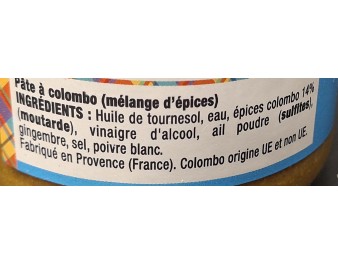 Pâte à colombo (mélange d'épices)
INGRÉDIENTS : Huile de tournesol, eau, épices colombo 14%
(moutarde), vinaigre d'alcool, ail poudre (sulfites),
gingembre, sel, poivre blanc.
Fabriqué en Provence (France). Colombo origine UE et non UE.